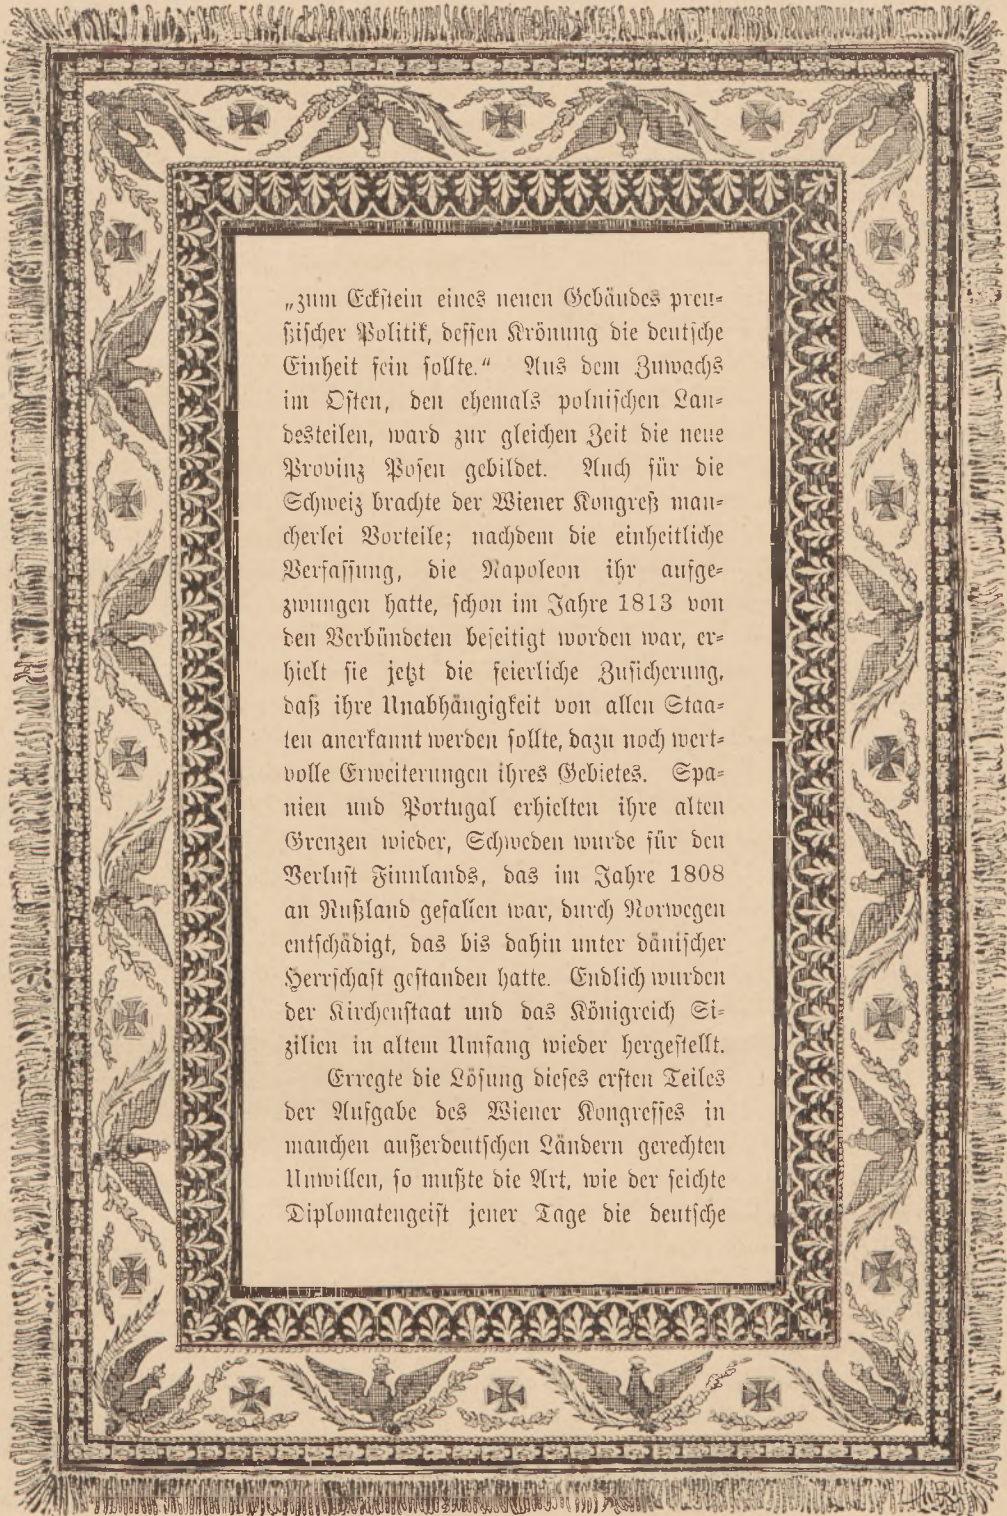 „zum Eckstein eines neuen Gebäudes preu-
ßischer Politik, dessen Krönung die deutsche
Einheit sein sollte.“ Aus dem Zuwachs
im Osten, den ehemals polnischen Lan-
desteilen, ward zur gleichen Zeit die neue
Provinz Posen gebildet. Auch für die
Schweiz brachte der Wiener Kongreß man-
cherlei Vorteile; nachdem die einheitliche
Verfassung, die Napoleon ihr aufge-
zwungen hatte, schon im Jahre 1813 von
den Verbündeten beseitigt worden war, er-
hielt sie jetzt die feierliche Zusicherung,
daß ihre Unabhängigkeit von allen Staa-
ten anerkannt werden sollte, dazu noch wert-
volle Erweiterungen ihres Gebietes. Spa-
nien und Portugal erhielten ihre alten
Grenzen wieder, Schweden wurde für den
Verlust Finnlands, das im Jahre 1808
an Rußland gefallen war, durch Norwegen
entschädigt, das bis dahin unter dänischer
Herrschaft gestanden hatte. Endlich wurden
der Kirchenstaat und das Königreich Si-
zilien in altem Umfang wieder hergestellt.
Erregte die Lösung dieses ersten Teiles
der Aufgabe des Wiener Kongresses in
manchen außerdeutschen Ländern gerechten
Unwillen, so mußte die Art, wie der seichte
Diplomatengeist jener Tage die deutsche